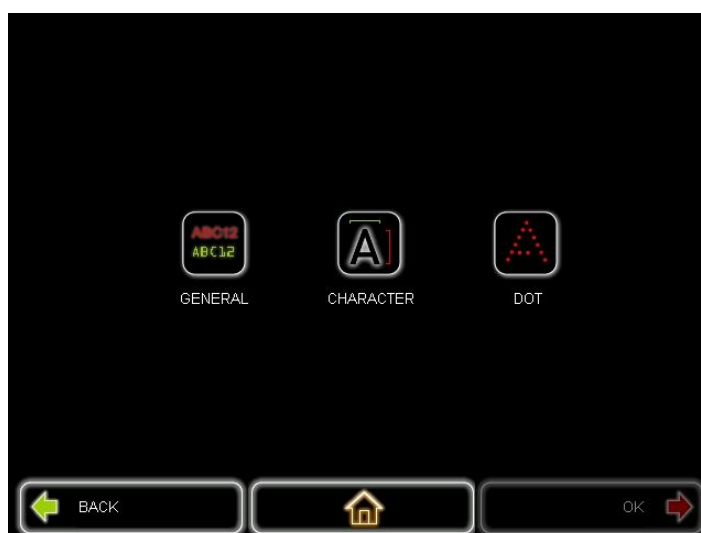 ABC12
ABC12
A
GENERAL
CHARACTER
DOT
BACK
OK